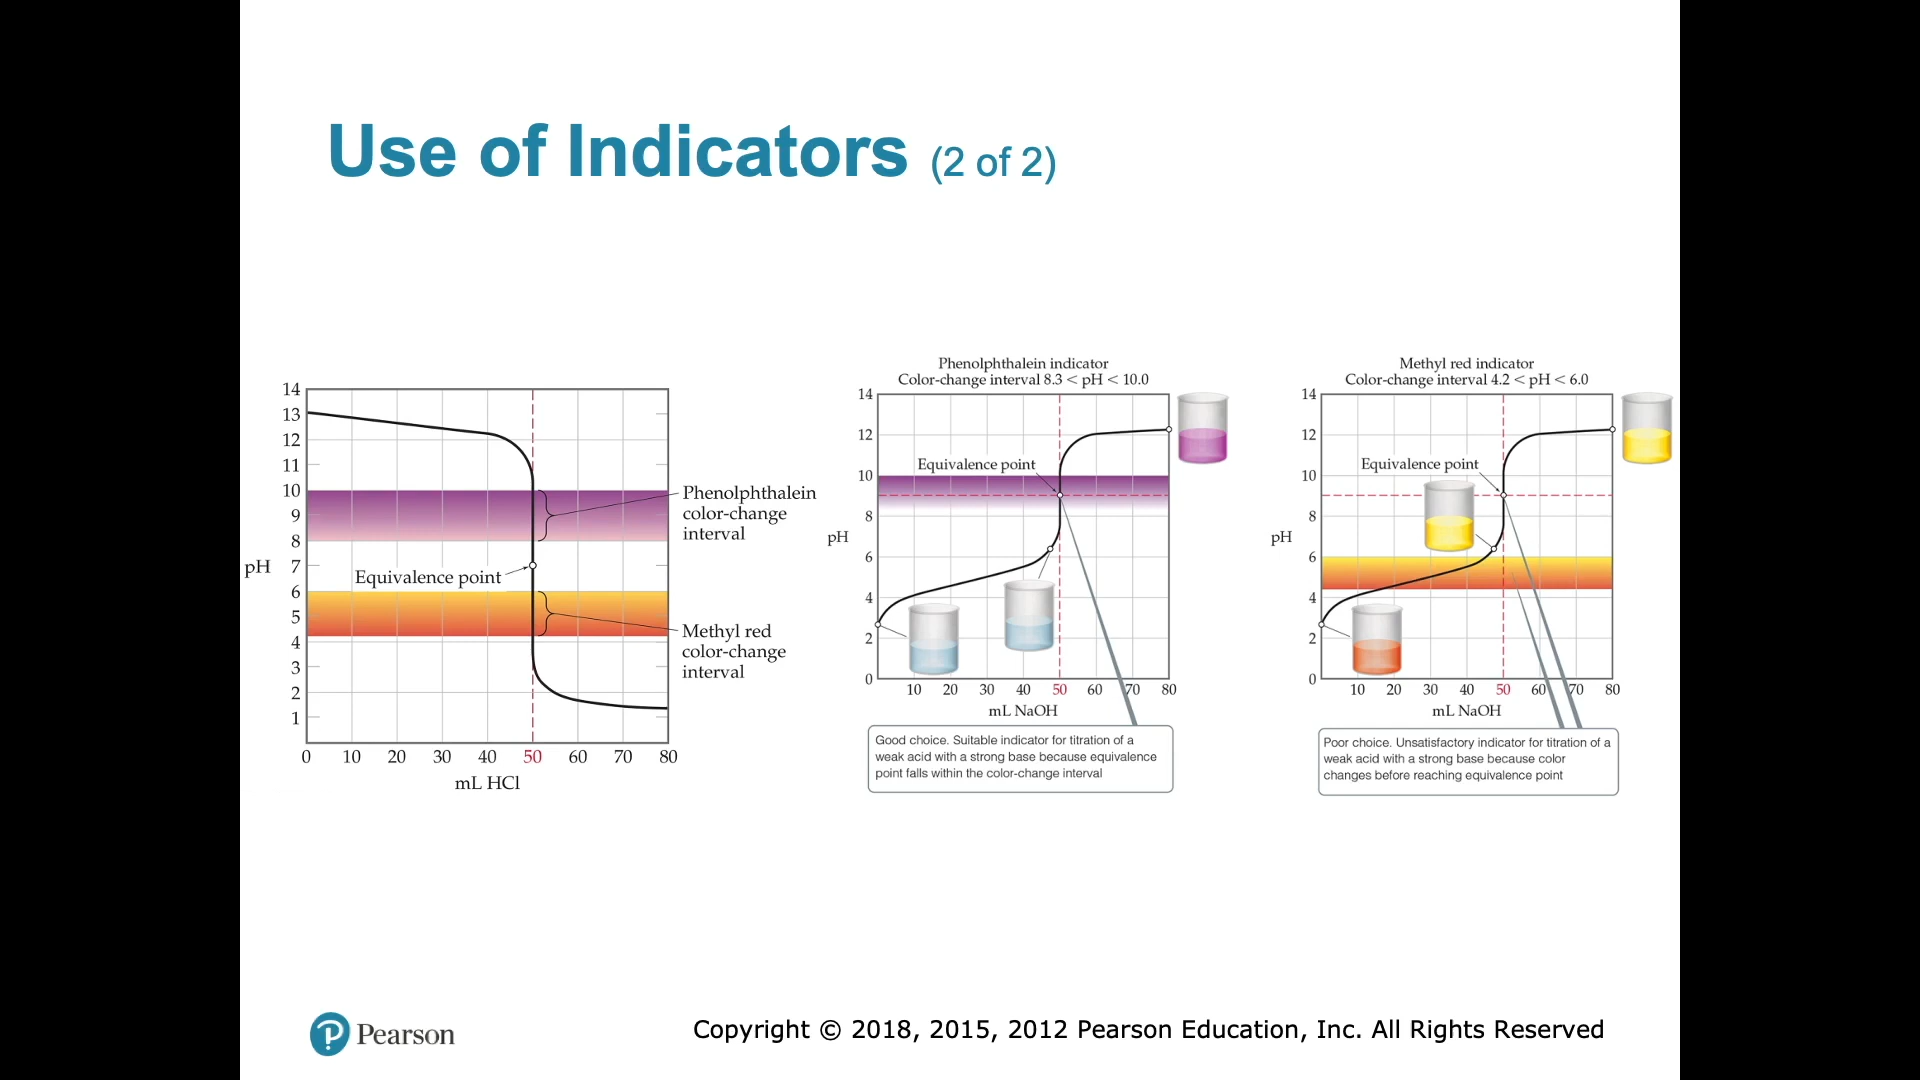 Use of Indicators (2 of 2)
14
13
12
11
10
9
8
7
6
5
4
3
2
1
pH
0 10 20 30 40 50 60 70 80
mL HCl
Equivalence point
Phenolphthalein
color-change
interval
Methyl red
color-change
interval
Phenolphthalein indicator
Color-change interval 8.3 < pH < 10.0
14
12
10
8
6
4
2
0
pH
Equivalence point
10 20 30 40 50 60 70 80
mL NaOH
Good choice. Suitable indicator for titration of a
weak acid with a strong base because equivalence
point falls within the color-change interval
Methyl red indicator
Color-change interval 4.2 < pH < 6.0
14
12
10
8
6
4
2
0
pH
Equivalence point
10 20 30 40 50 60 70 80
mL NaOH
Poor choice. Unsatisfactory indicator for titration of a
weak acid with a strong base because color
changes before reaching equivalence point
P Pearson
Copyright © 2018, 2015, 2012 Pearson Education, Inc. All Rights Reserved